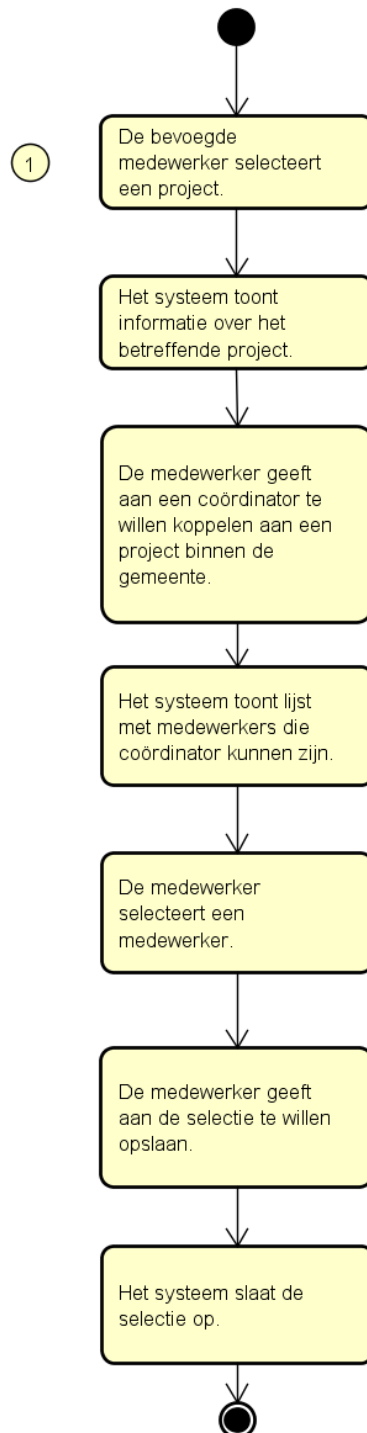 De bevoegde
1
medewerker selecteert
een project.
Het systeem toont
informatie over het
betreffende project.
De medewerker geeft
aan een coördinator te
willen koppelen aan een
project binnen de
gemeente.
Het systeem toont lijst
met medewerkers die
coördinator kunnen zijn.
De medewerker
selecteert een
medewerker.
De medewerker geeft
aan de selectie te willen
opslaan.
Het systeem slaat de
selectie op.